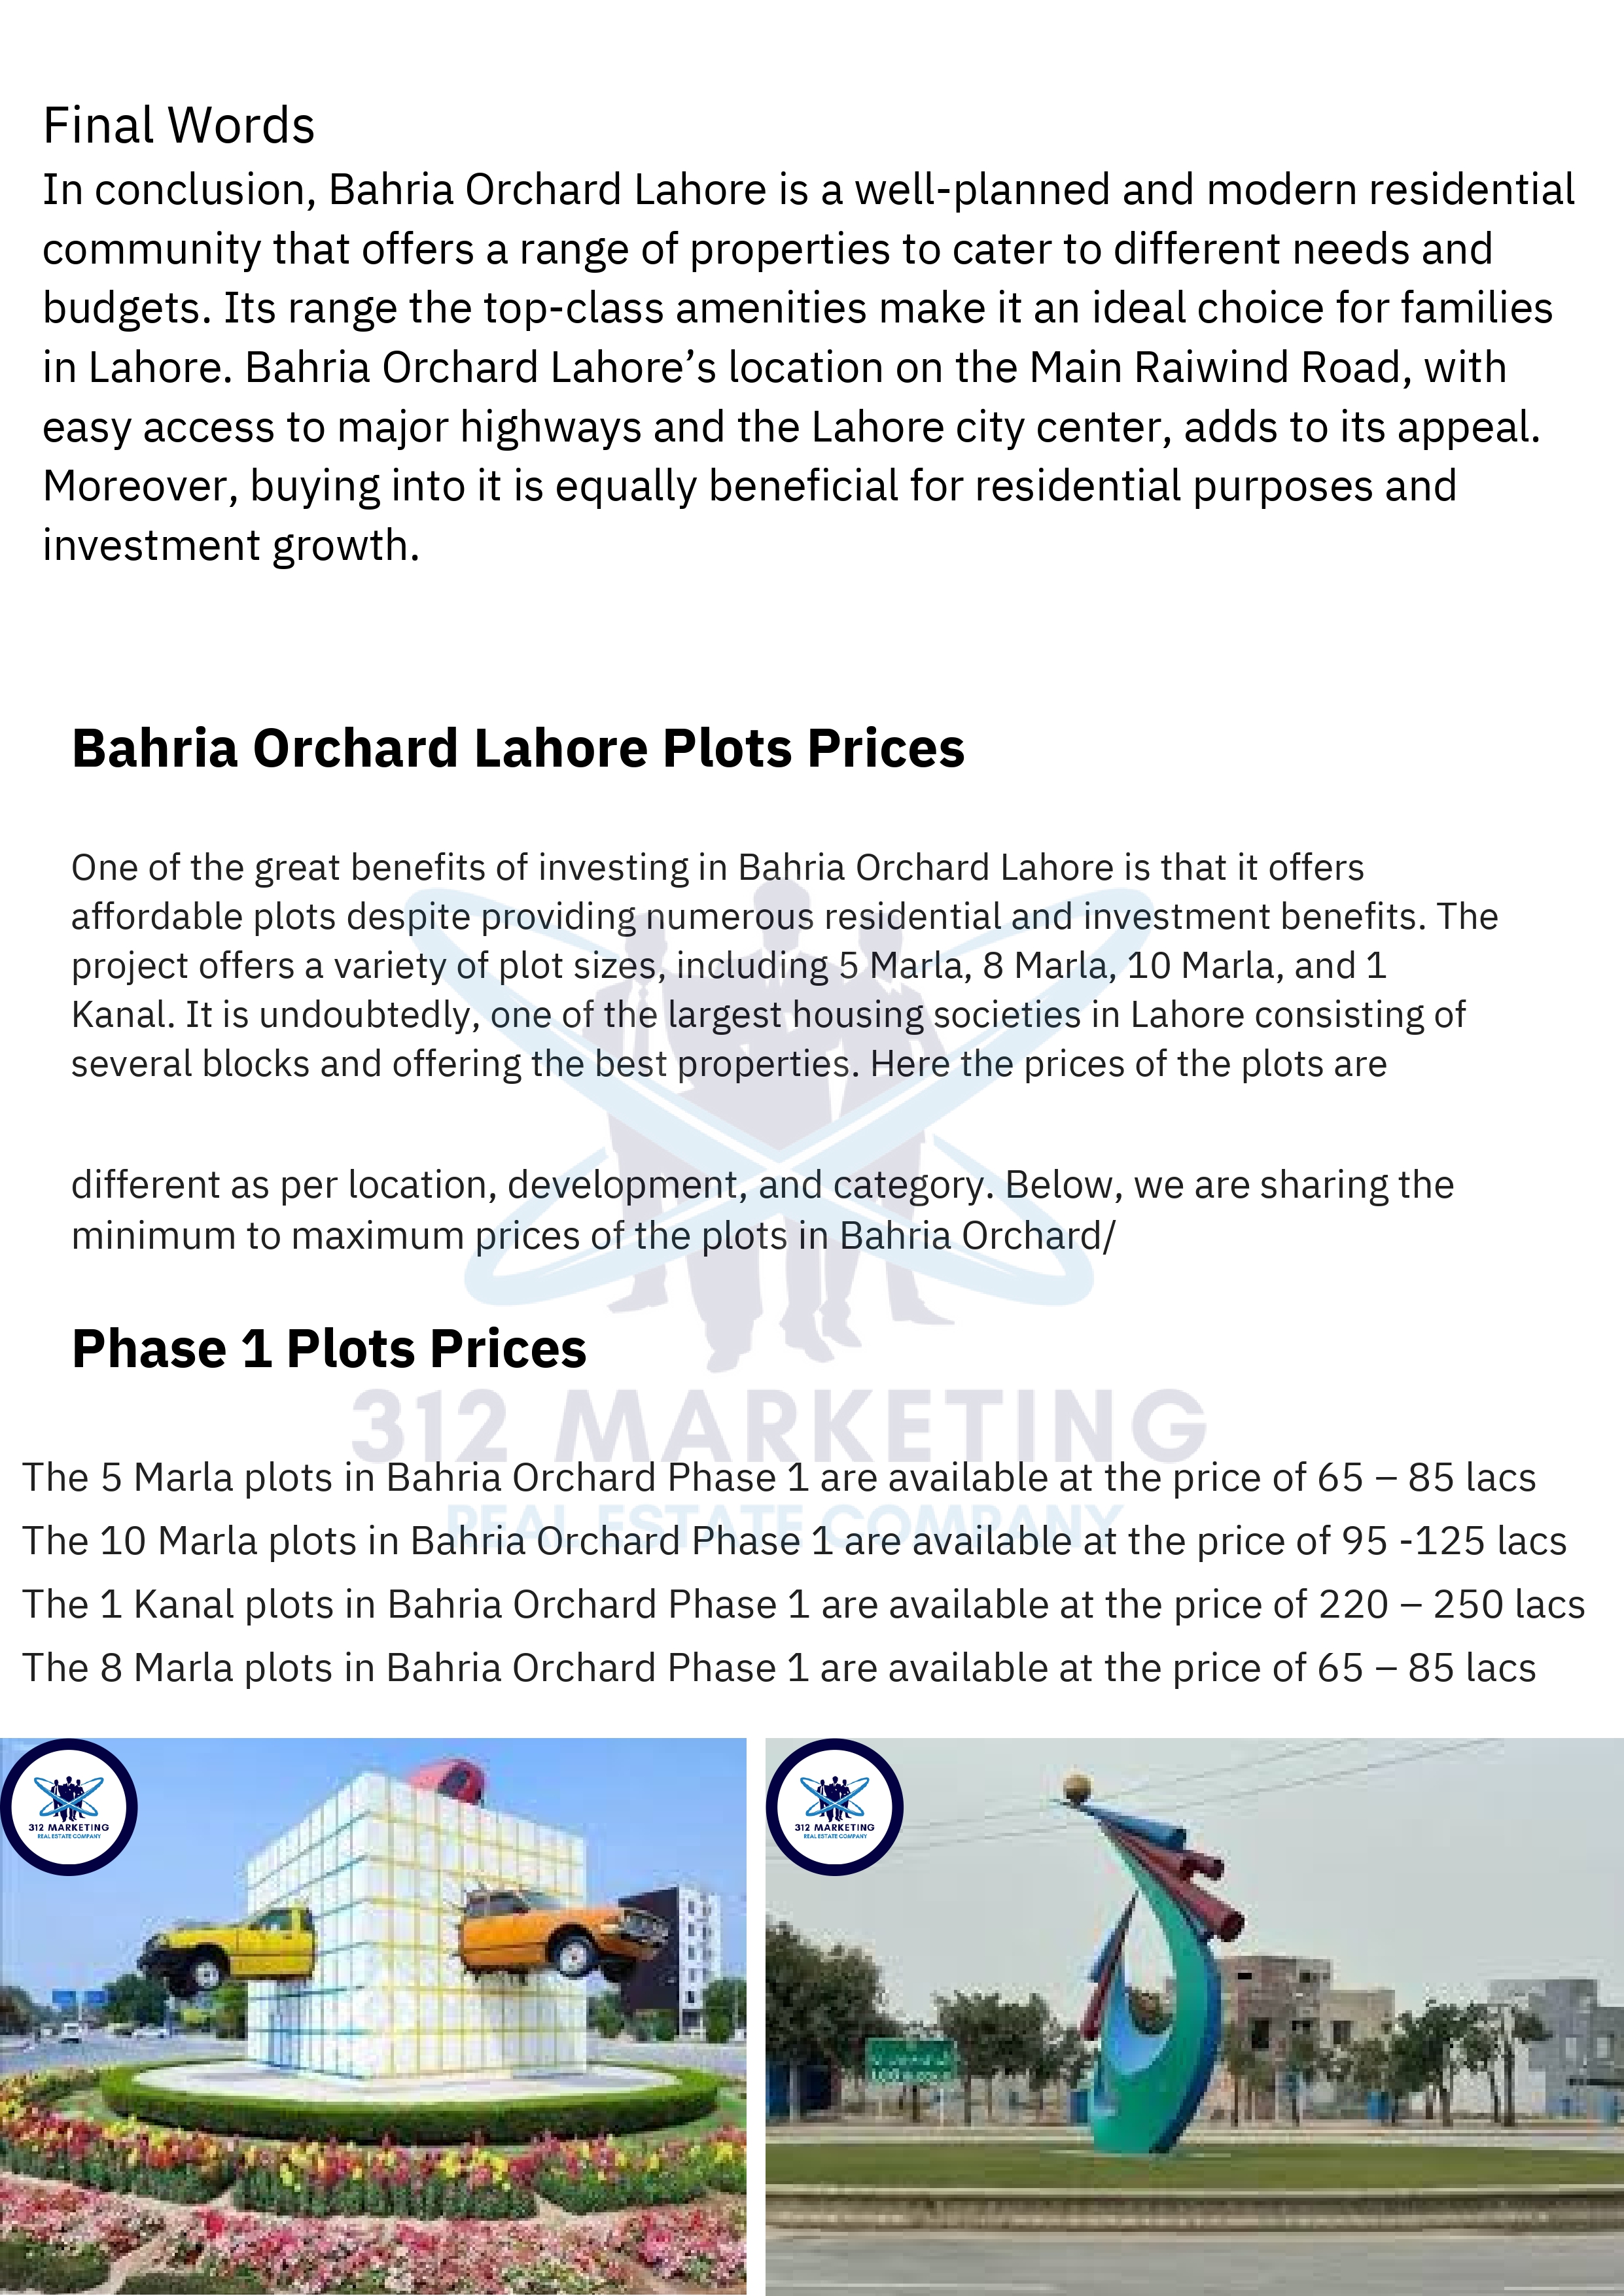 Final Words
In conclusion, Bahria Orchard Lahore is a well-planned and modern residential
community that offers a range of properties to cater to different needs and
budgets. Its range the top-class amenities make it an ideal choice for families
in Lahore. Bahria Orchard Lahore’s location on the Main Raiwind Road, with
easy access to major highways and the Lahore city center, adds to its appeal.
Moreover, buying into it is equally beneficial for residential purposes and
investment growth.
Bahria Orchard Lahore Plots Prices
One of the great benefits of investing in Bahria Orchard Lahore is that it offers
affordable plots despite providing numerous residential and investment benefits. The
project offers a variety of plot sizes, including 5 Marla, 8 Marla, 10 Marla, and 1
Kanal. It is undoubtedly, one of the largest housing societies in Lahore consisting of
several blocks and offering the best properties. Here the prices of the plots are
different as per location, development, and category. Below, we are sharing the
minimum to maximum prices of the plots in Bahria Orchard/
Phase 1 Plots Prices
312 MARKETING
The 5 Marla plots in Bahria Orchard Phase 1 are available at the price of 65 – 85 lacs
REAL ESTATE COMPANY
The 10 Marla plots in Bahria Orchard Phase 1 are available at the price of 95 -125 lacs
The 1 Kanal plots in Bahria Orchard Phase 1 are available at the price of 220 – 250 lacs
The 8 Marla plots in Bahria Orchard Phase 1 are available at the price of 65 – 85 lacs
312 MARKETING
REAL ESTATE COMPANY
312 MARKETING
REAL ESTATE COMPANY